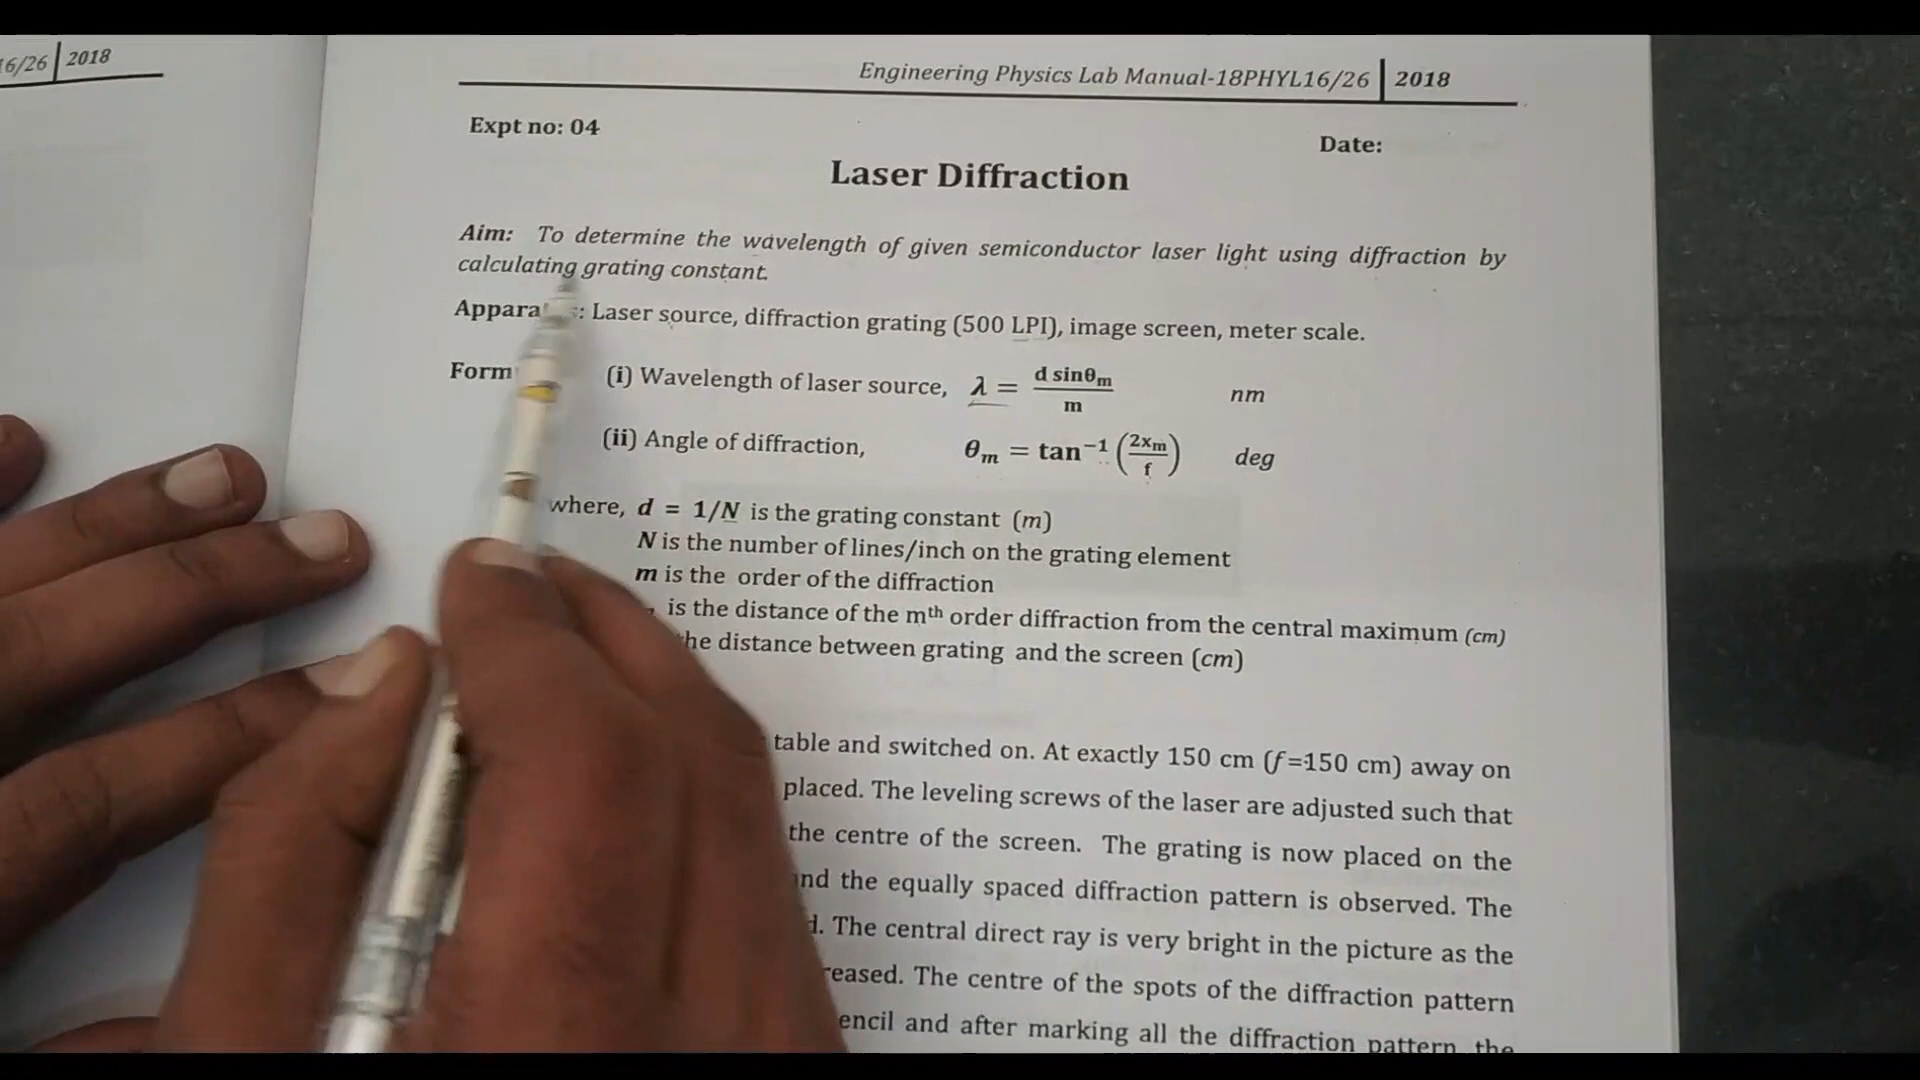 16/26 | 2018
Engineering Physics Lab Manual-18PHYL16/26 | 2018
Expt no: 04
Date:
Laser Diffraction
Aim: To determine the wavelength of given semiconductor laser light using diffraction by
calculating grating constant.
: Laser source, diffraction grating (500 LPI), image screen, meter scale.
(i) Wavelength of laser source, λ = d sinθm / m nm
(ii) Angle of diffraction, θm = tan⁻¹ (2xm / f) deg
where, d = 1/N is the grating constant (m)
N is the number of lines/inch on the grating element
m is the order of the diffraction
is the distance of the mth order diffraction from the central maximum (cm)
the distance between grating and the screen (cm)
table and switched on. At exactly 150 cm (f=150 cm) away on
placed. The leveling screws of the laser are adjusted such that
the centre of the screen. The grating is now placed on the
and the equally spaced diffraction pattern is observed. The
. The central direct ray is very bright in the picture as the
. The centre of the spots of the diffraction pattern
and after marking all the diffraction pattern, the